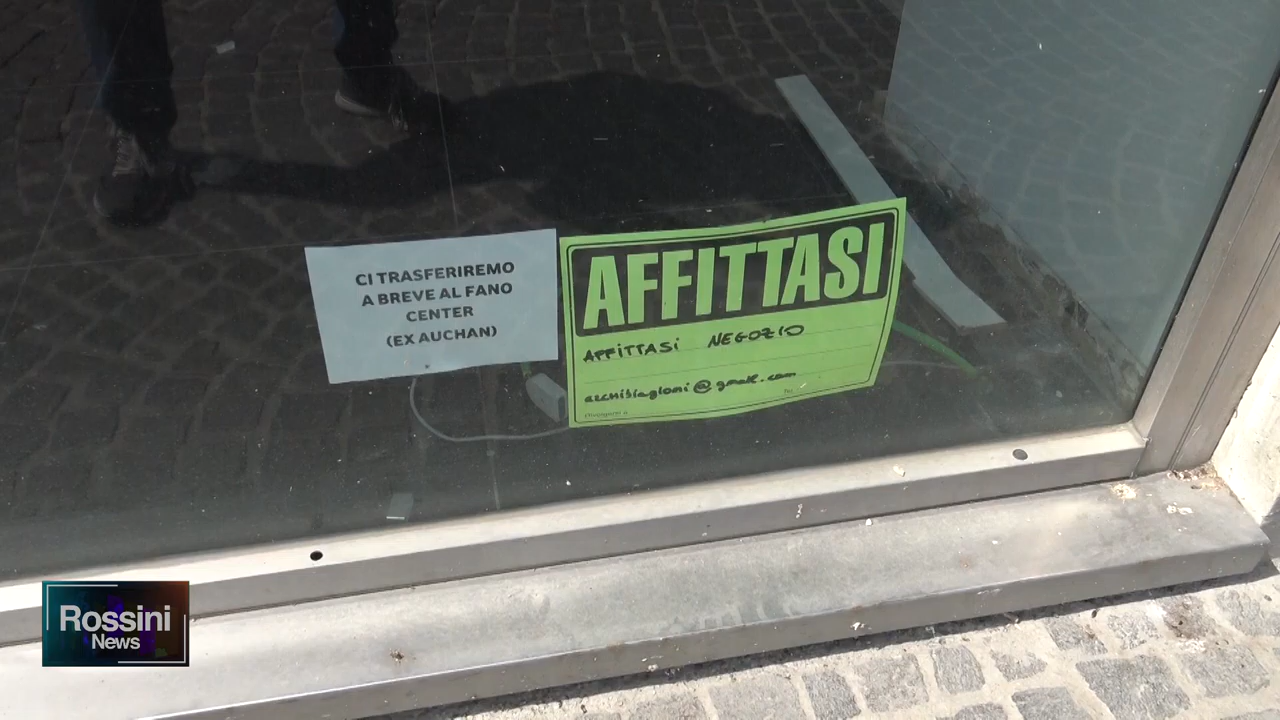 CI TRASFERIREMO
A BREVE AL FANO
CENTER
(EX AUCHAN)
AFFITTASI
AFFITTASI NEGOZIO
Rossini
News